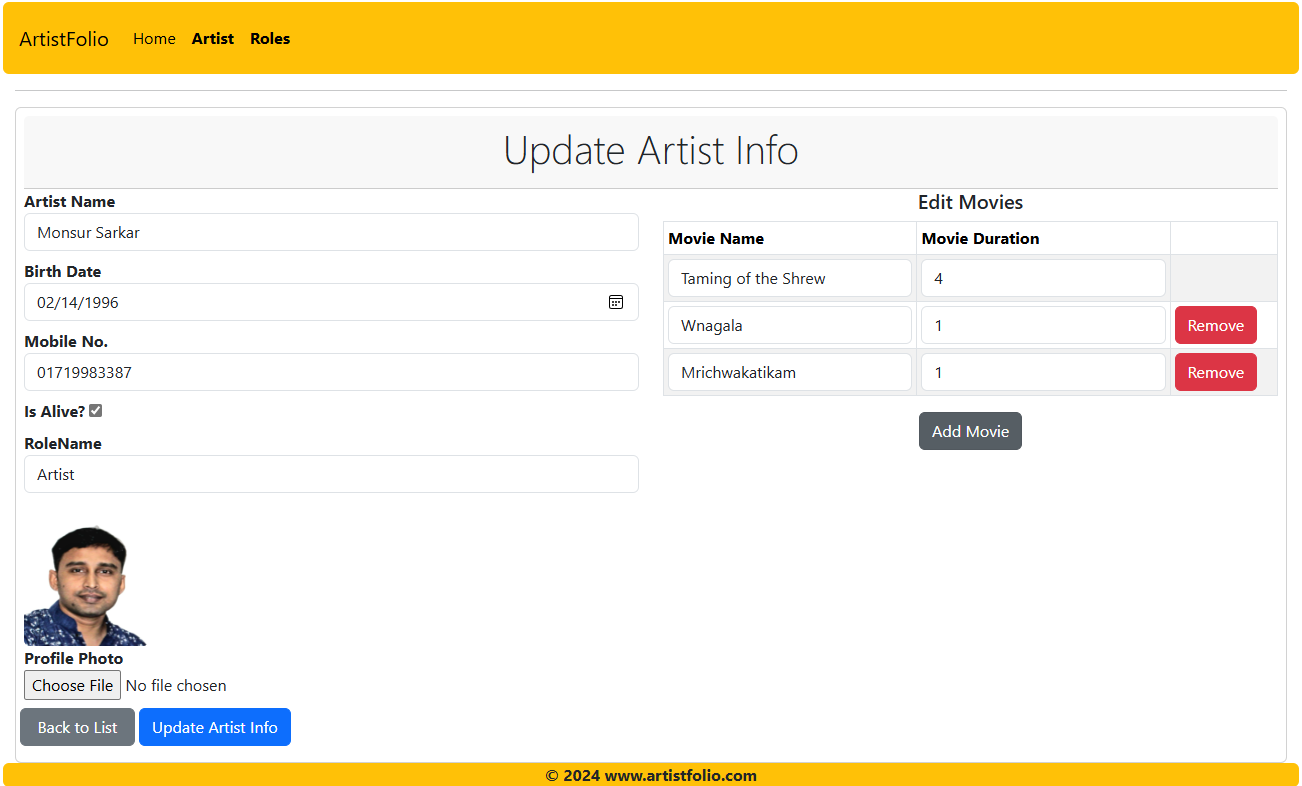 ArtistFolio Home Artist Roles
Update Artist Info
Artist Name
Monsur Sarkar
Birth Date
02/14/1996
Mobile No.
01719983387
Is Alive?
RoleName
Artist
Profile Photo
Choose File No file chosen
Back to List Update Artist Info
Edit Movies
Movie Name Movie Duration
Taming of the Shrew 4
Wnagala 1 Remove
Mrichwakatikam 1 Remove
Add Movie
© 2024 www.artistfolio.com